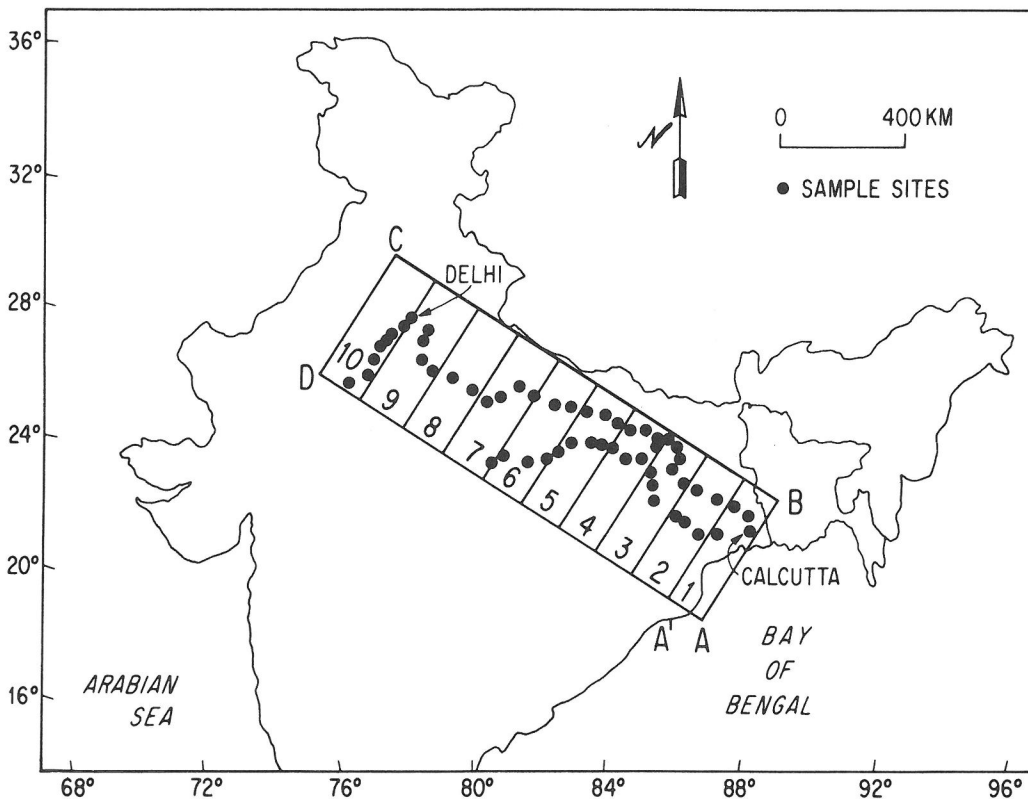 36°
32°
28°
24°
20°
16°
N
0 400 KM
SAMPLE SITES
C
DELHI
D
10
9
8
7
6
5
4
3
2
1
B
CALCUTTA
A' A
BAY
OF
BENGAL
ARABIAN
SEA
68° 72° 76° 80° 84° 88° 92° 96°